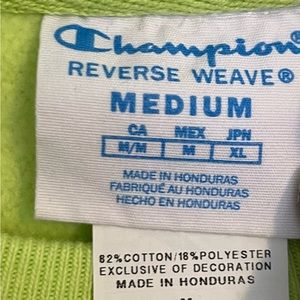 Champion
REVERSE WEAVE®
MEDIUM
CA MEX JPN
M/M M XL
MADE IN HONDURAS
FABRIQUÉ AU HONDURAS
HECHO EN HONDURAS
82%COTTON/18%POLYESTER
EXCLUSIVE OF DECORATION
MADE IN HONDURAS